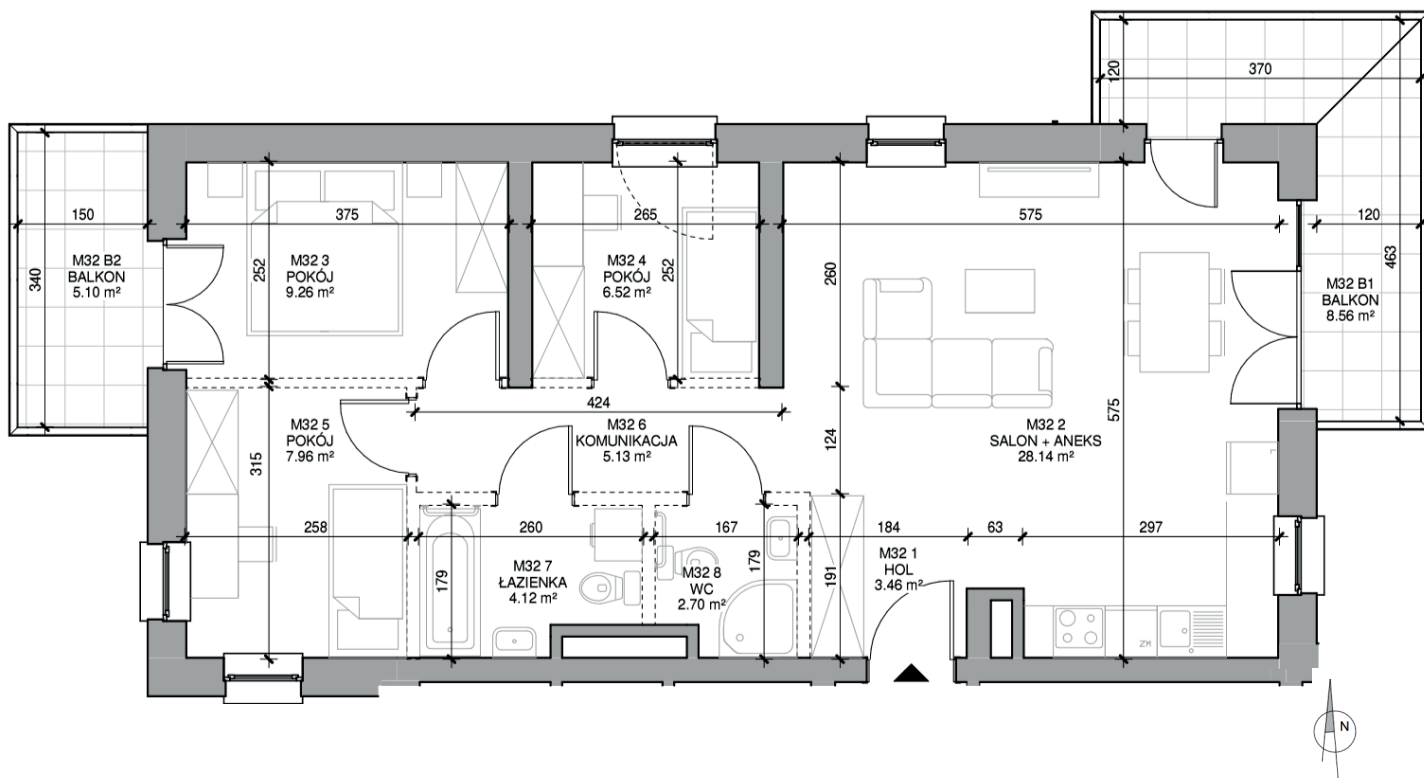 120
370
150
375
265
575
120
340
M32 B2
BALKON
5.10 m²
M32 3
POKÓJ
9.26 m²
252
M32 4
POKÓJ
6.52 m²
252
260
463
M32 B1
BALKON
8.56 m²
424
M32 5
POKÓJ
7.96 m²
315
M32 6
KOMUNIKACJA
5.13 m²
124
M32 2
SALON + ANEKS
28.14 m²
575
258
260
167
184
63
297
179
M32 7
ŁAZIENKA
4.12 m²
M32 8
WC
2.70 m²
179
191
M32 1
HOL
3.46 m²
ZM
N